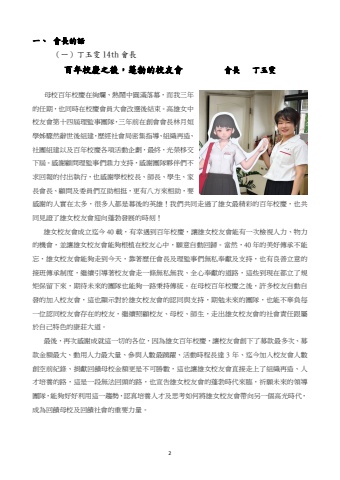 一、 會長的話
（一）丁玉雯 14th 會長
百年校慶之後，蓬勃的校友會 會長 丁玉雯
母校百年校慶在絢爛、熱鬧中圓滿落幕，而我三年
的任期，也同時在校慶會員大會改選後結束。高雄女中
校友會第十四屆理監事團隊，三年前在創會會長林月娟
學姊驟然辭世後組建，歷經社會局密集指導、組織再造、
社團組建以及百年校慶各項活動企劃，最終，光榮移交
下屆。感謝顧問理監事們鼎力支持，感謝團隊夥伴們不
求回報的付出執行，也感謝學校校長、師長、學生、家
長會長、顧問及委員們互助相挺，更有八方來相助，要
感謝的人實在太多，很多人都是幕後的英雄！我們共同走過了雄女最精彩的百年校慶，也共
同見證了雄女校友會迎向蓬勃發展的時刻！
雄女校友會成立迄今 40 載，有幸遇到百年校慶，讓雄女校友會能有一次檢視人力、物力
的機會，並讓雄女校友會能夠根植在校友心中，願意自動回歸。當然，40 年的美好傳承不能
忘，雄女校友會能夠走到今天，靠著歷任會長及理監事們無私奉獻及支持，也有良善立意的
接班傳承制度，繼續引導著校友會走一條無私無我、全心奉獻的道路，這些到現在都立了規
矩保留下來，期待未來的團隊也能夠一路秉持傳統。在母校百年校慶之後，許多校友自動自
發的加入校友會，這也顯示對於雄女校友會的認同與支持，期勉未來的團隊，也能不辜負每
一位認同校友會存在的校友，繼續照顧校友、母校、師生，走出雄女校友會的社會責任跟屬
於自己特色的康莊大道。
最後，再次感謝成就這一切的各位，因為雄女百年校慶，讓校友會創下了募款最多次、募
款金額最大、動用人力最大量、參與人數最踴躍、活動時程長達 3 年、迄今加入校友會人數
創至前紀錄，捐獻回饋母校金額更是不可勝數，這也讓雄女校友會直接走上了組織再造、人
才培養的路，這是一段無法回頭的路，也宣告雄女校友會的蓬勃時代來臨，祈願未來的領導
團隊，能夠好好利用這一趨勢，認真培養人才及思考如何將雄女校友會帶向另一個高光時代，
成為回饋母校及回饋社會的重要力量。
2